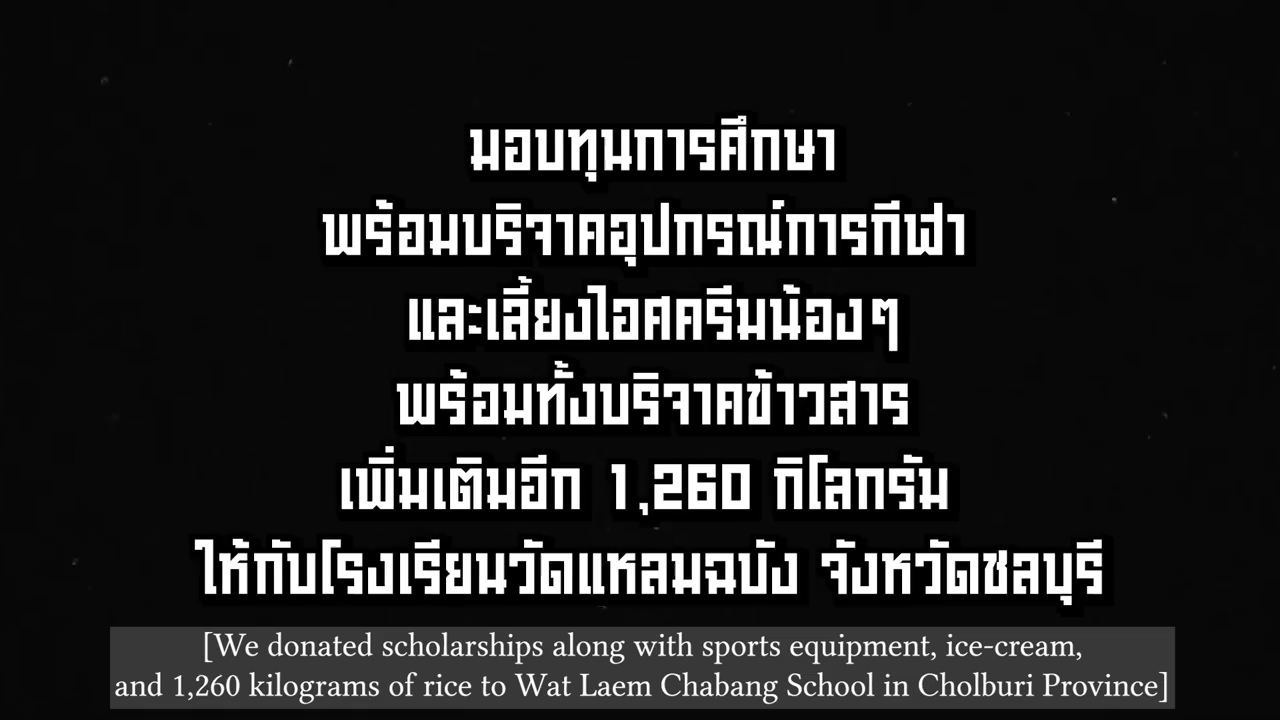 มอบทุนการศึกษา
พร้อมบริจาคอุปกรณ์การกีฬา
และเลี้ยงไอศครีมน้องๆ
พร้อมทั้งบริจาคข้าวสาร
เพิ่มเติมอีก 1,260 กิโลกรัม
ให้กับโรงเรียนวัดแหลมฉบัง จังหวัดชลบุรี
[We donated scholarships along with sports equipment, ice-cream,
and 1,260 kilograms of rice to Wat Laem Chabang School in Cholburi Province]